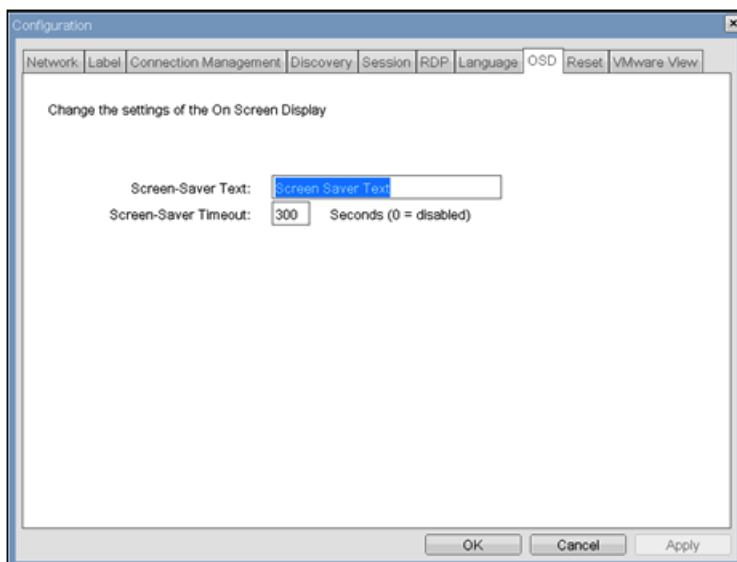 Configuration
Network Label Connection Management Discovery Session RDP Language OSD Reset VMware View
Change the settings of the On Screen Display
Screen-Saver Text: Screen Saver Text
Screen-Saver Timeout: 300 Seconds (0 = disabled)
OK Cancel Apply